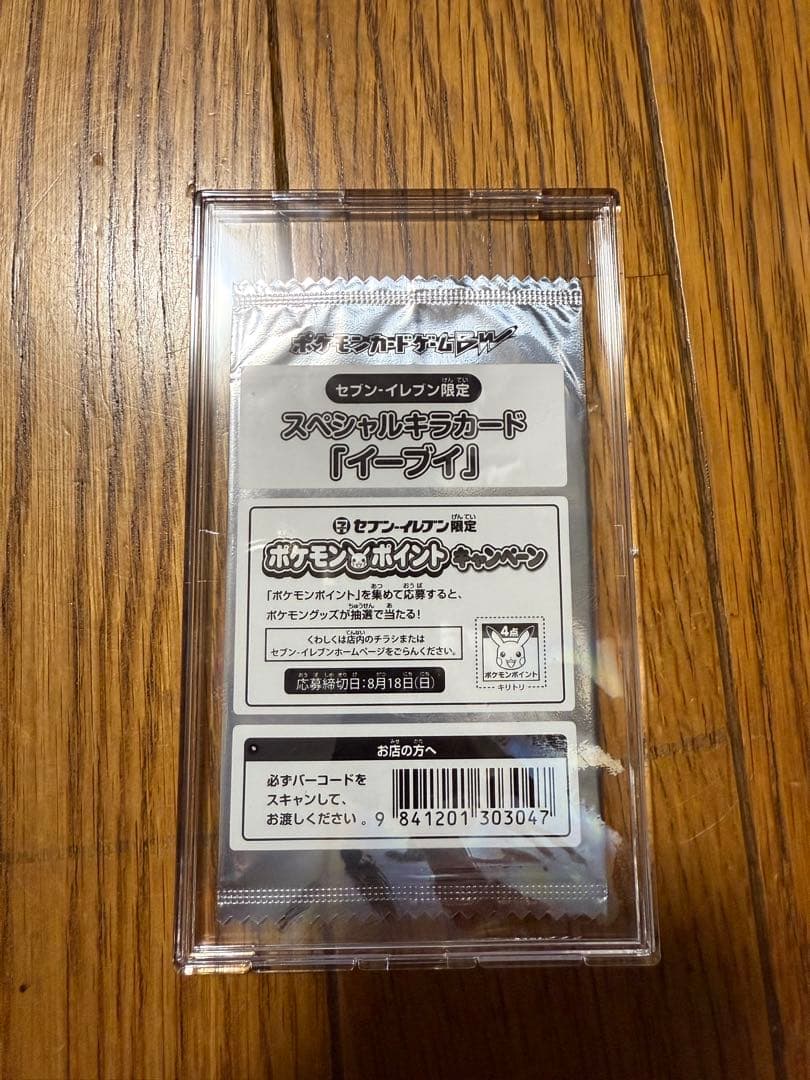 ポケモンカードゲームBW
セブン-イレブン限定
スペシャルキラカード
「イーブイ」
セブン-イレブン限定
ポケモンポイントキャンペーン
「ポケモンポイント」を集めて応募すると、
ポケモングッズが抽選で当たる!
くわしくは店内のチラシまたは
セブン-イレブンホームページをごらんください。
応募締切日:8月18日(日)
4点
ポケモンポイント
キリトリ
お店の方へ
必ずバーコードを
スキャンして、
お渡しください。
9 841201 303047